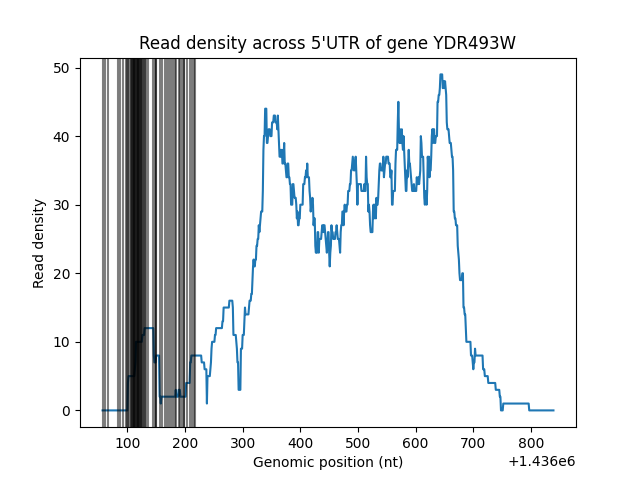 Read density across 5'UTR of gene YDR493W
50
40
30
20
10
0
Read density
100 200 300 400 500 600 700 800
Genomic position (nt)
+1.436e6